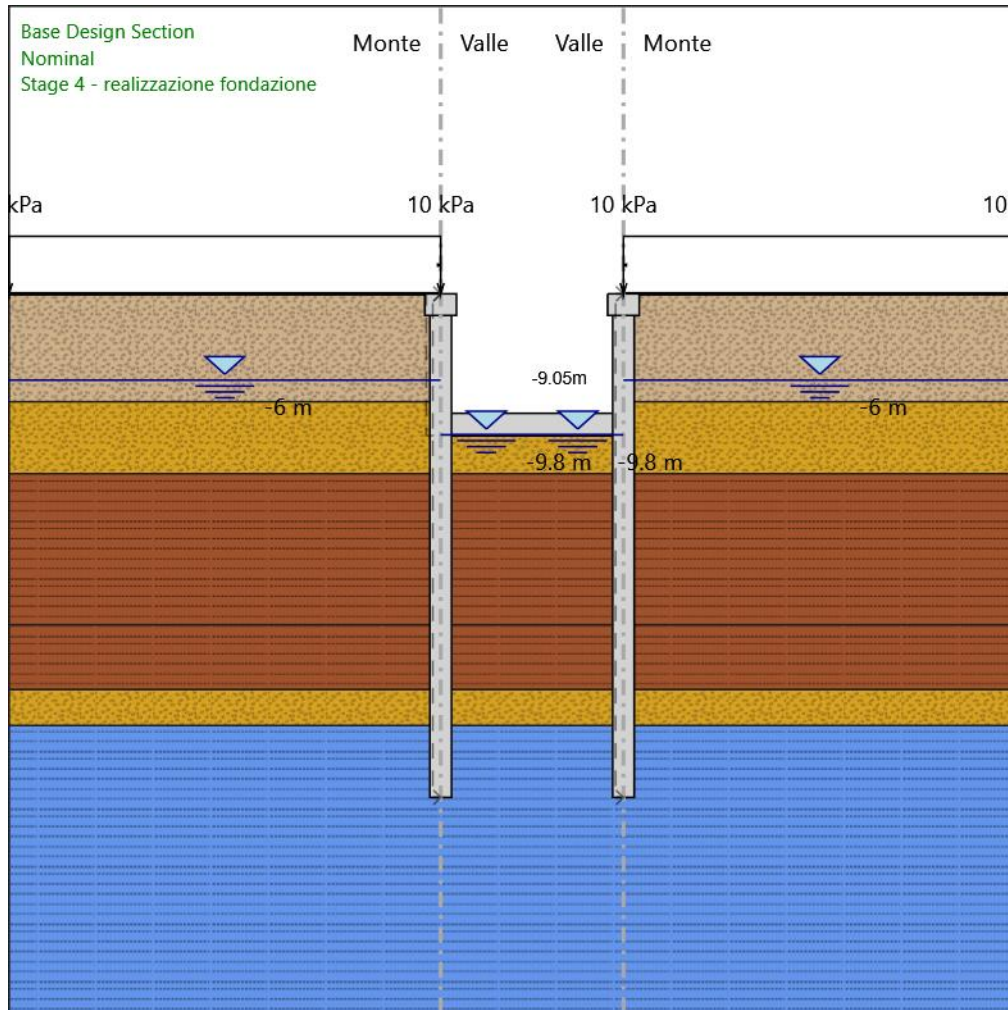 Base Design Section
Nominal
Stage 4 - realizzazione fondazione
Monte Valle Valle Monte
kPa 10 kPa 10 kPa 10
-9.05m
-6 m -6 m
-9.8 m -9.8 m